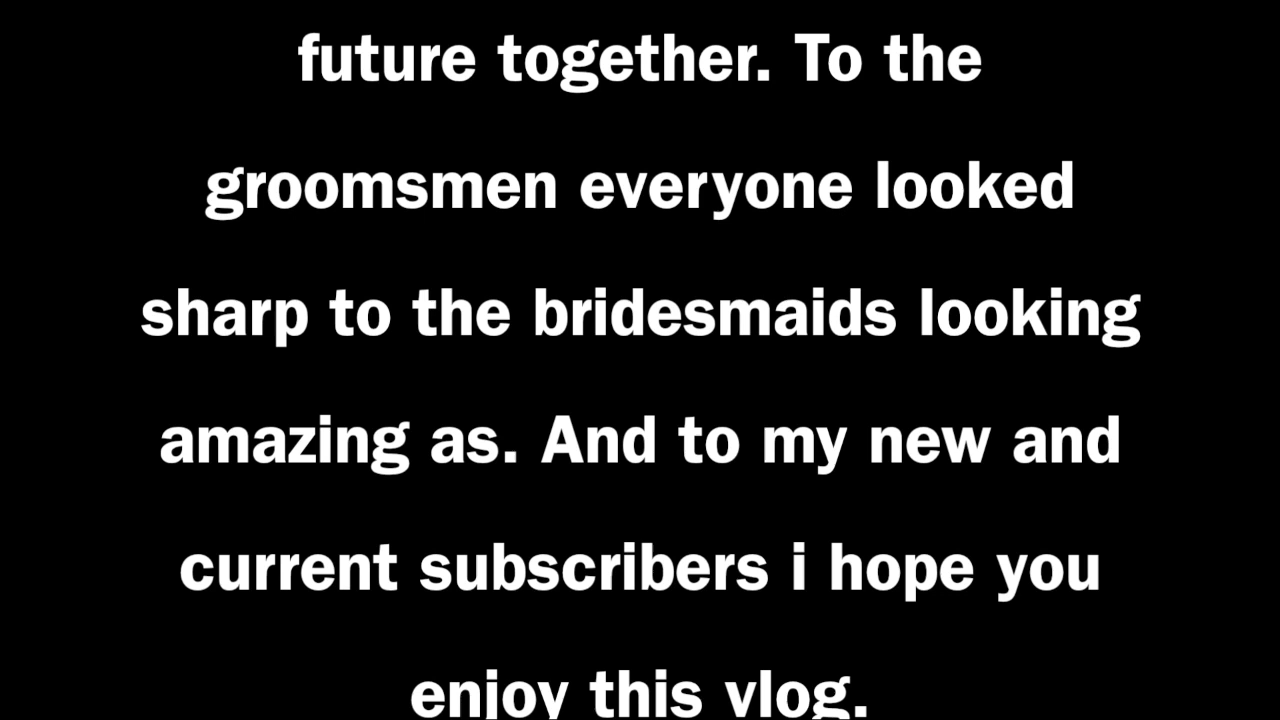 future together. To the
groomsmen everyone looked
sharp to the bridesmaids looking
amazing as. And to my new and
current subscribers i hope you
enjoy this vlog.